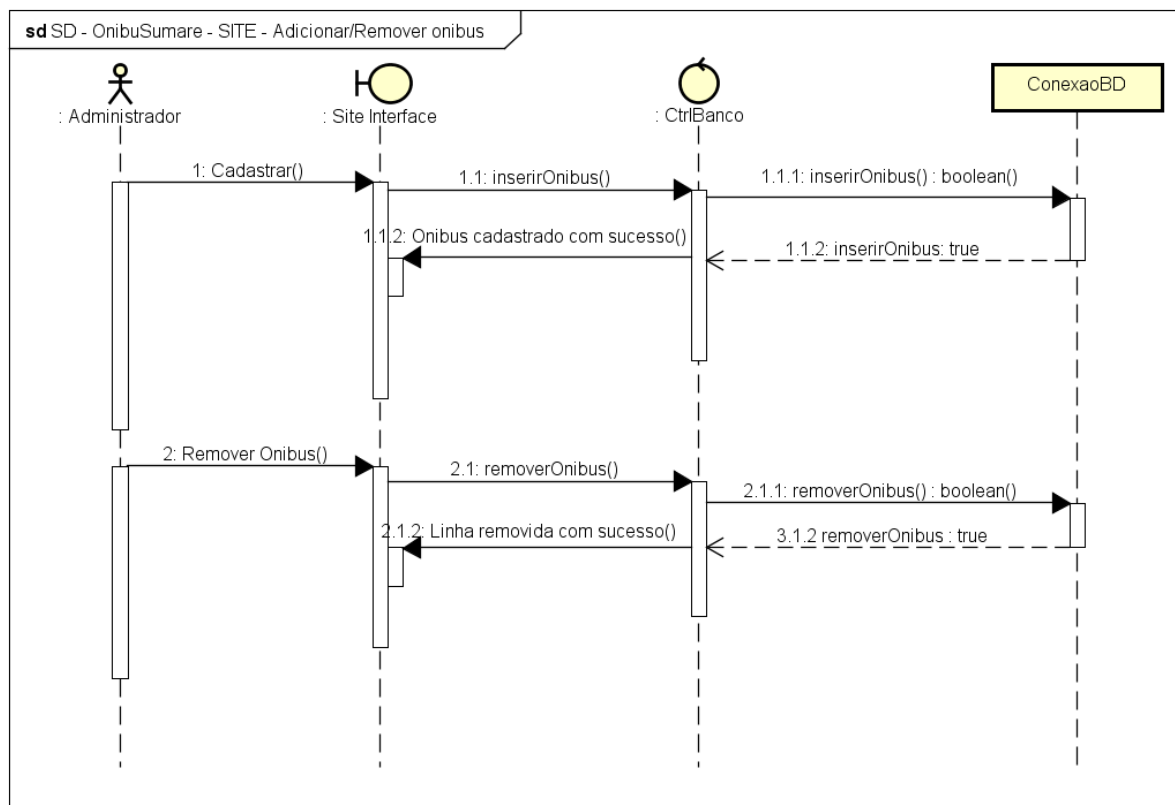 sd SD - OnibuSumare - SITE - Adicionar/Remover onibus
: Administrador
: Site Interface
: CtrlBanco
ConexaoBD
1: Cadastrar()
1.1: inserirOnibus()
1.1.1: inserirOnibus() : boolean()
1.1.2: Onibus cadastrado com sucesso()
1.1.2: inserirOnibus: true
2: Remover Onibus()
2.1: removerOnibus()
2.1.1: removerOnibus() : boolean()
2.1.2: Linha removida com sucesso()
3.1.2 removerOnibus : true